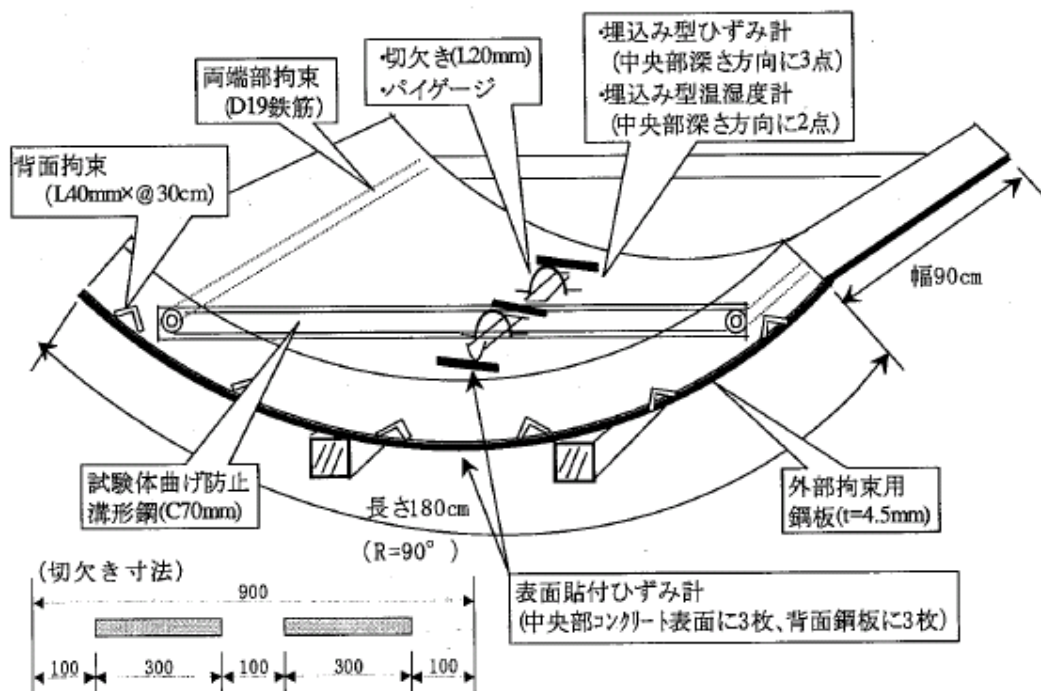 ・切欠き(L20mm)
・パイゲージ
・埋込み型ひずみ計
(中央部深さ方向に3点)
・埋込み型温湿度計
(中央部深さ方向に2点)
両端部拘束
(D19鉄筋)
背面拘束
(L40mm×@30cm)
幅90cm
試験体曲げ防止
溝形鋼(C70mm)
長さ180cm
(R=90°)
外部拘束用
鋼板(t=4.5mm)
表面貼付ひずみ計
(中央部コンクリート表面に3枚、背面鋼板に3枚)
(切欠き寸法)
900
100 300 100 300 100